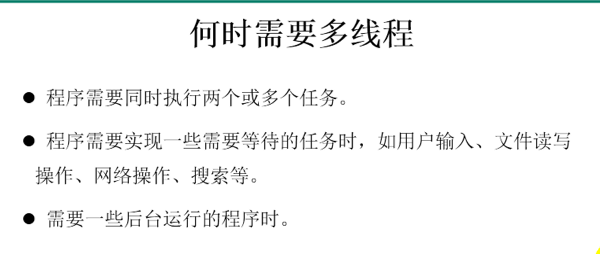 何时需要多线程
● 程序需要同时执行两个或多个任务。
● 程序需要实现一些需要等待的任务时，如用户输入、文件读写
操作、网络操作、搜索等。
● 需要一些后台运行的程序时。